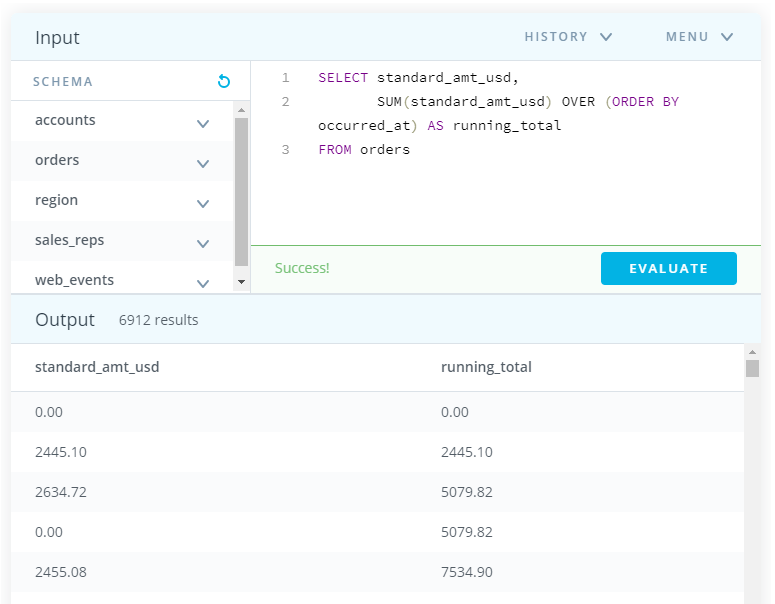 Input
HISTORY
MENU
SCHEMA
accounts
orders
region
sales_reps
web_events
1 SELECT standard_amt_usd,
2 SUM(standard_amt_usd) OVER (ORDER BY
occurred_at) AS running_total
3 FROM orders
Success!
EVALUATE
Output 6912 results
standard_amt_usd running_total
0.00 0.00
2445.10 2445.10
2634.72 5079.82
0.00 5079.82
2455.08 7534.90